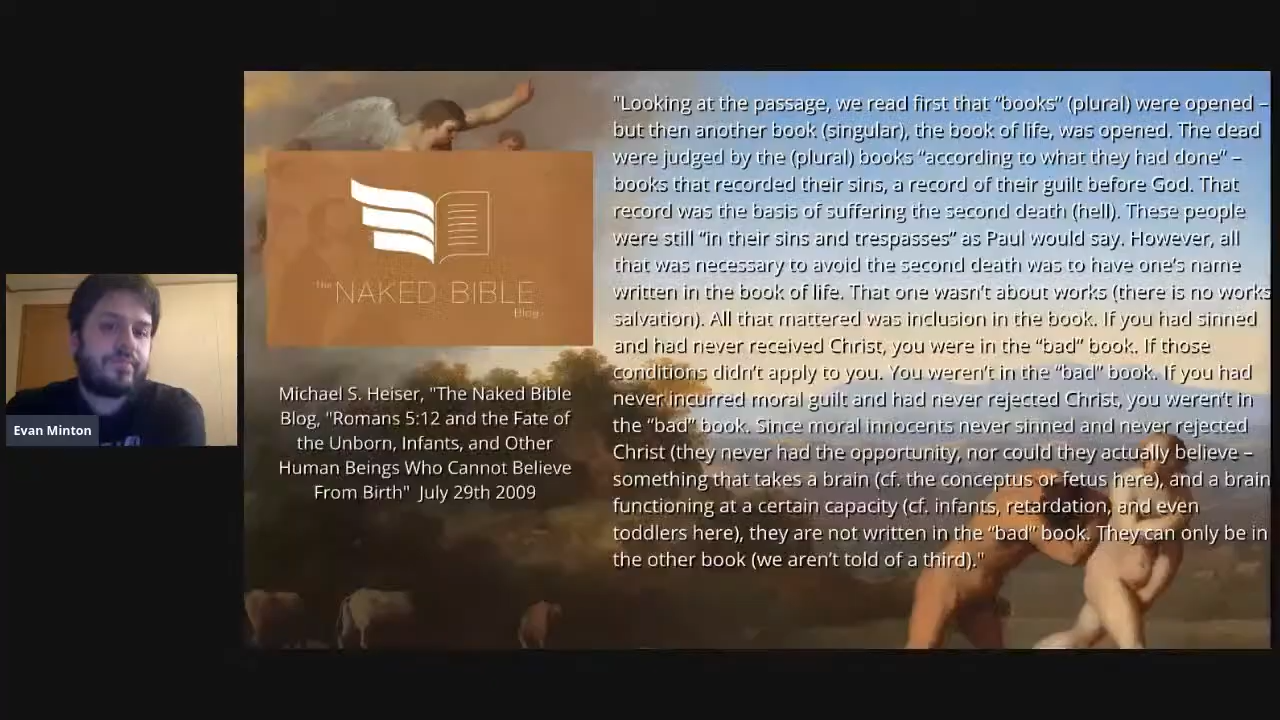 Evan Minton
The
NAKED BIBLE
Blog
Michael S. Heiser, "The Naked Bible
Blog, "Romans 5:12 and the Fate of
the Unborn, Infants, and Other
Human Beings Who Cannot Believe
From Birth" July 29th 2009
"Looking at the passage, we read first that “books” (plural) were opened –
but then another book (singular), the book of life, was opened. The dead
were judged by the (plural) books “according to what they had done” –
books that recorded their sins, a record of their guilt before God. That
record was the basis of suffering the second death (hell). These people
were still “in their sins and trespasses” as Paul would say. However, all
that was necessary to avoid the second death was to have one’s name
written in the book of life. That one wasn’t about works (there is no works
salvation). All that mattered was inclusion in the book. If you had sinned
and had never received Christ, you were in the “bad” book. If those
conditions didn’t apply to you. You weren’t in the “bad” book. If you had
never incurred moral guilt and had never rejected Christ, you weren’t in
the “bad” book. Since moral innocents never sinned and never rejected
Christ (they never had the opportunity, nor could they actually believe –
something that takes a brain (cf. the conceptus or fetus here), and a brain
functioning at a certain capacity (cf. infants, retardation, and even
toddlers here), they are not written in the “bad” book. They can only be in
the other book (we aren’t told of a third)."